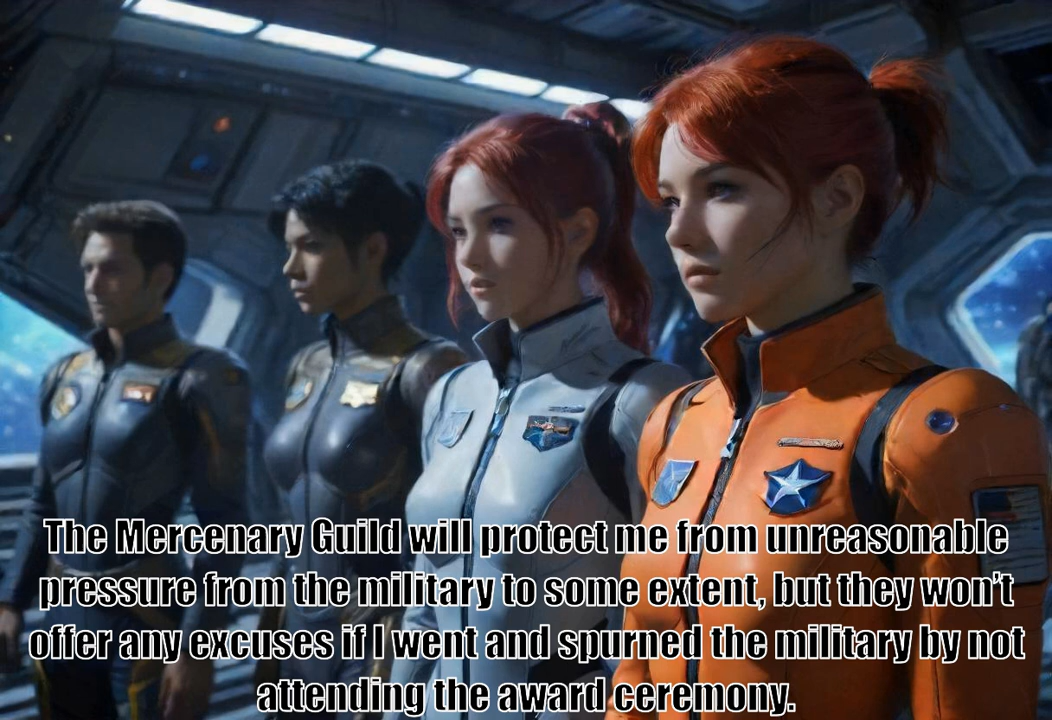 The Mercenary Guild will protect me from unreasonable
pressure from the military to some extent, but they won't
offer any excuses if I went and spurned the military by not
attending the award ceremony.